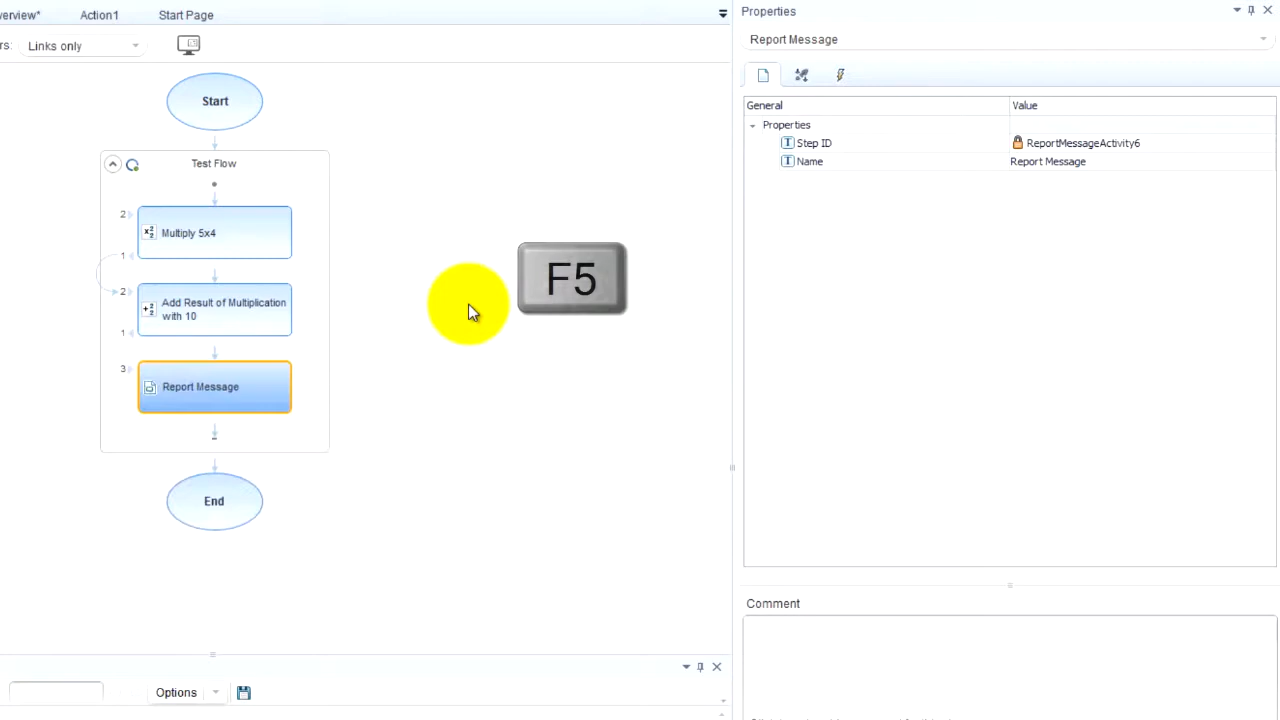 verview*
Action1
Start Page
Properties
rs:
Links only
Report Message
Start
General
Value
Properties
Step ID
ReportMessageActivity6
Name
Report Message
Test Flow
2
Multiply 5x4
1
2
Add Result of Multiplication
with 10
1
3
Report Message
F5
End
Comment
Options